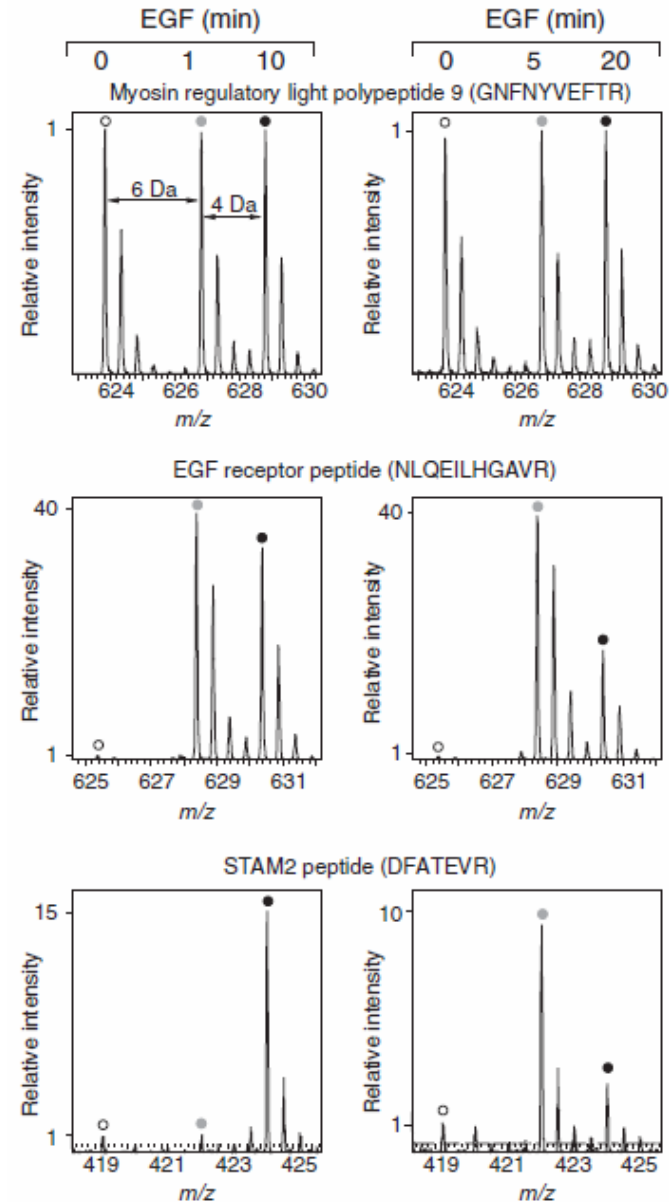 EGF (min) EGF (min)
0 1 10 0 5 20
Myosin regulatory light polypeptide 9 (GNFNYVEFTR)
1 1
6 Da
4 Da
Relative intensity Relative intensity
624 626 628 630 624 626 628 630
m/z m/z
EGF receptor peptide (NLQEILHGAVR)
40 40
Relative intensity Relative intensity
1 1
625 627 629 631 625 627 629 631
m/z m/z
STAM2 peptide (DFATEVR)
15 10
Relative intensity Relative intensity
1 1
419 421 423 425 419 421 423 425
m/z m/z